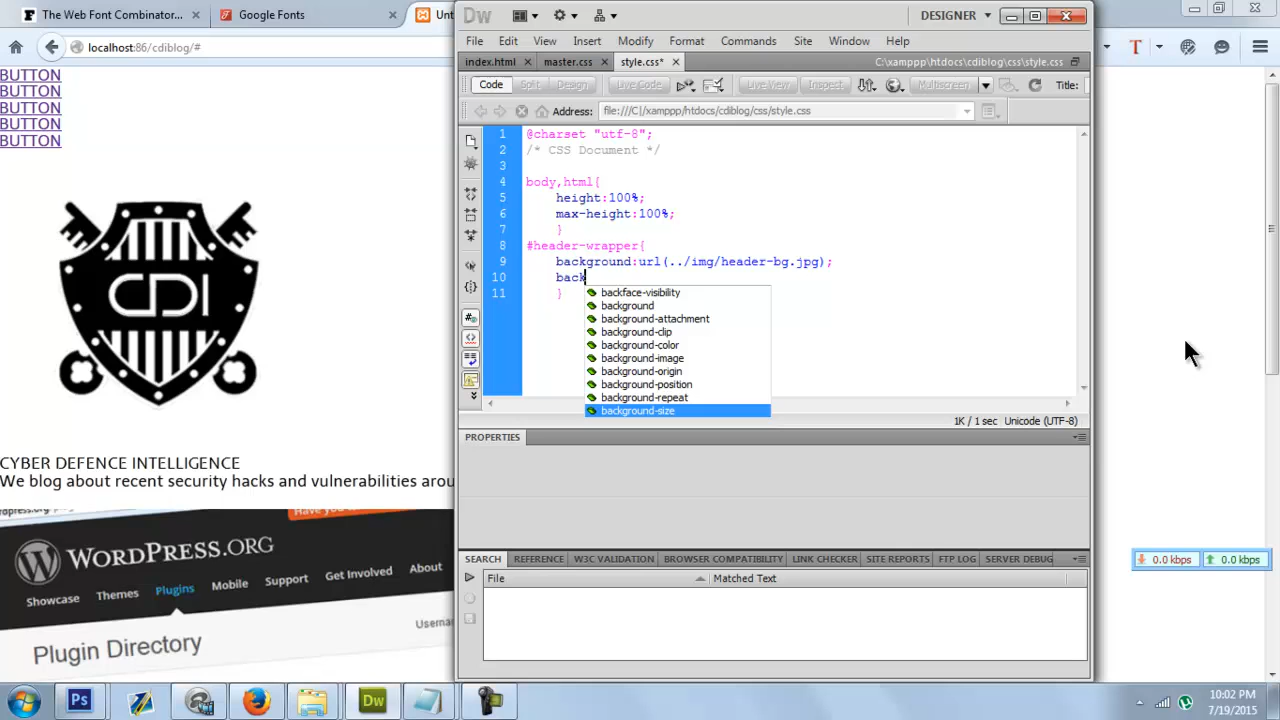 The Web Font Combinator... ×
Google Fonts ×
Unt
localhost:86/cdiblog/#
BUTTON
BUTTON
BUTTON
BUTTON
BUTTON
CDI
CYBER DEFENCE INTELLIGENCE
We blog about recent security hacks and vulnerabilities arou
Have you
WORDPRESS.ORG
Showcase Themes Plugins Mobile Support Get Involved About
Userna
Plugin Directory
Dw DESIGNER
File Edit View Insert Modify Format Commands Site Window Help
index.html × master.css × style.css* × C:\xamppp\htdocs\cdiblog\css\style.css
Code Split Design Live Code Live View Inspect Multiscreen Title:
Address: file:///C|/xamppp/htdocs/cdiblog/css/style.css
1 @charset "utf-8";
2 /* CSS Document */
3
4 body,html{
5 height:100%;
6 max-height:100%;
7 }
8 #header-wrapper{
9 background:url(../img/header-bg.jpg);
10 back
11 }
backface-visibility
background
background-attachment
background-clip
background-color
background-image
background-origin
background-position
background-repeat
background-size
1K / 1 sec Unicode (UTF-8)
PROPERTIES
SEARCH REFERENCE W3C VALIDATION BROWSER COMPATIBILITY LINK CHECKER SITE REPORTS FTP LOG SERVER DEBUG
File Matched Text
0.0 kbps 0.0 kbps
Ps Dw
10:02 PM
7/19/2015